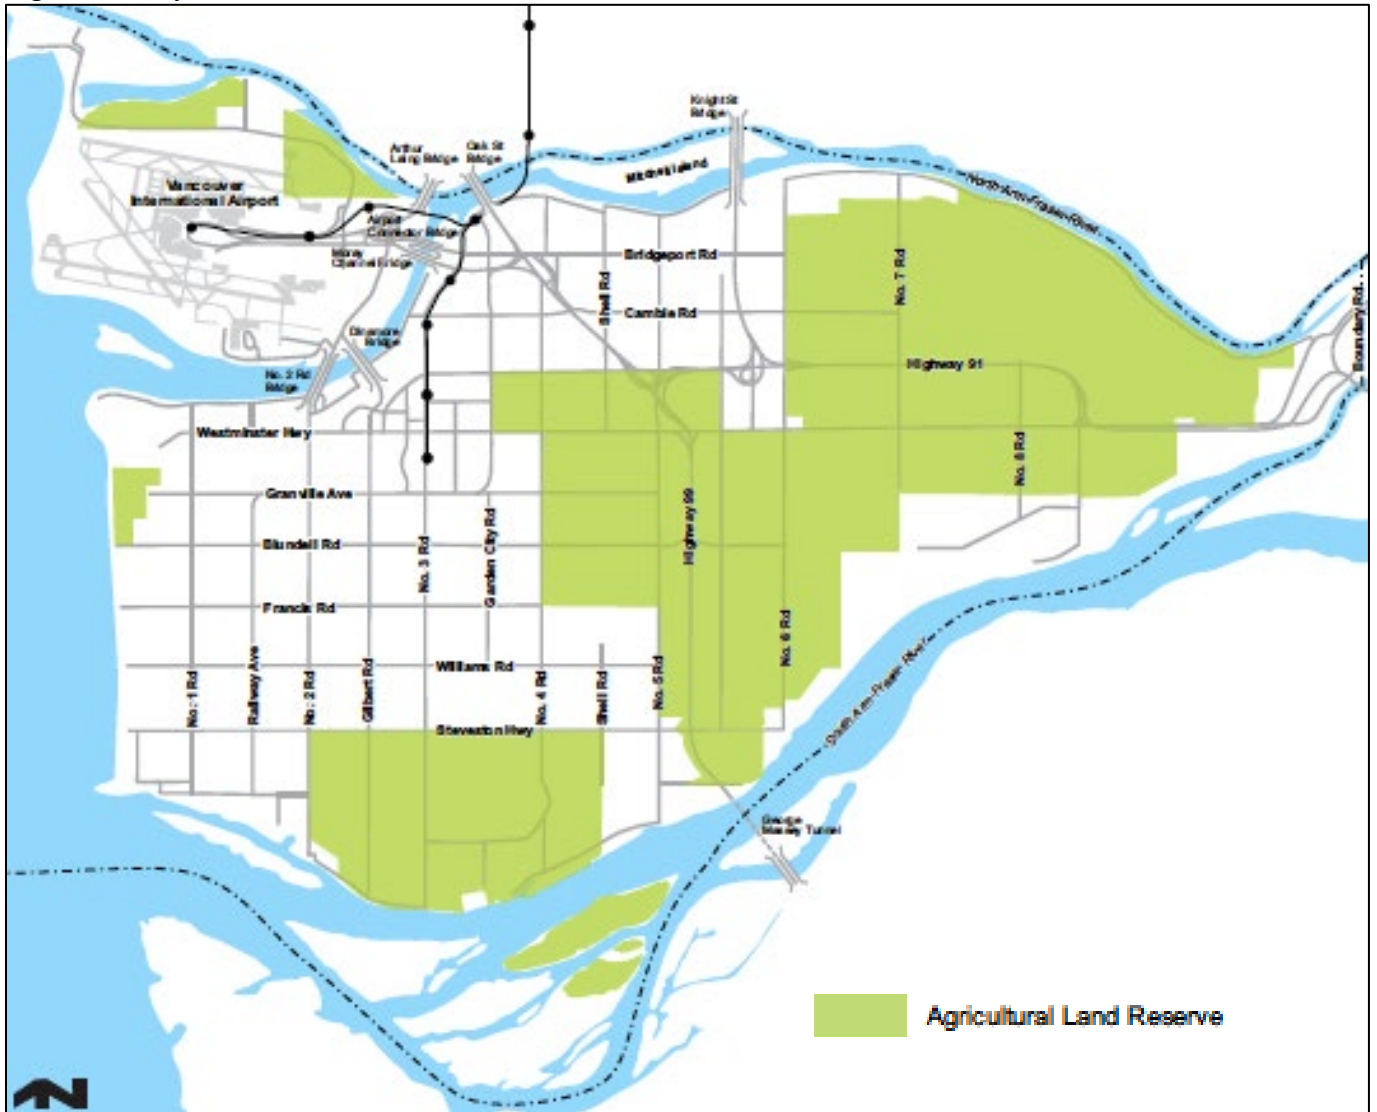 Knight St
Bridge
Arthur
Laing Bridge
Oak St
Bridge
Mitchell Island
North Arm Fraser River
Vancouver
International Airport
Airport
Connector Bridge
Moray
Channel Bridge
Bridgeport Rd
No. 7 Rd
Shell Rd
Cambie Rd
Boundary Rd.
Dinsmore
Bridge
No. 2 Rd
Bridge
Highway 91
Westminster Hwy
No. 8 Rd
Granville Ave
Highway 99
Garden City Rd
Blundell Rd
No. 3 Rd
Francis Rd
No. 6 Rd
Williams Rd
No. 1 Rd
Railway Ave
No. 2 Rd
Gilbert Rd
No. 4 Rd
Shell Rd
No. 5 Rd
South Arm Fraser River
Steveston Hwy
George
Massey Tunnel
Agricultural Land Reserve
N